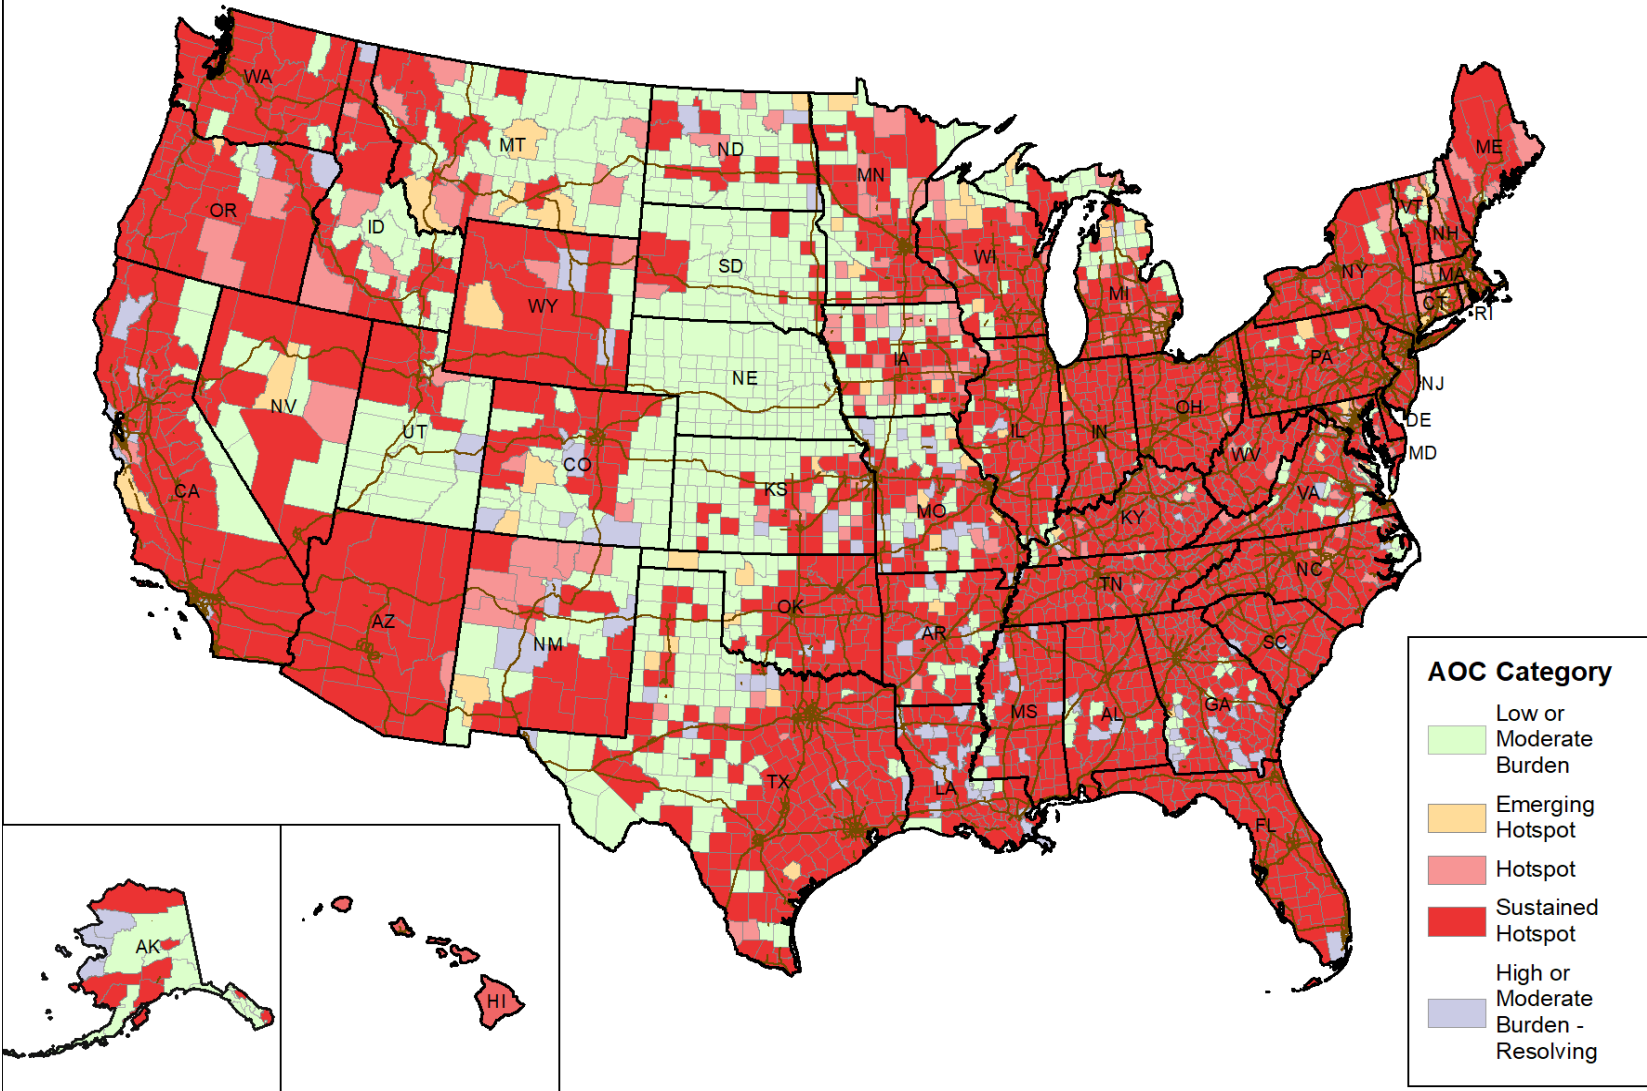 WA
MT
ND
MN
ME
OR
ID
SD
WI
VT
NH
NY
MA
MI
CT
RI
WY
IA
PA
NE
NJ
NV
OH
UT
IL
IN
DE
CO
WV
MD
CA
KS
MO
VA
KY
NC
AZ
OK
TN
NM
AR
SC
MS
AL
GA
TX
LA
FL
AK
HI
AOC Category
Low or
Moderate
Burden
Emerging
Hotspot
Hotspot
Sustained
Hotspot
High or
Moderate
Burden -
Resolving